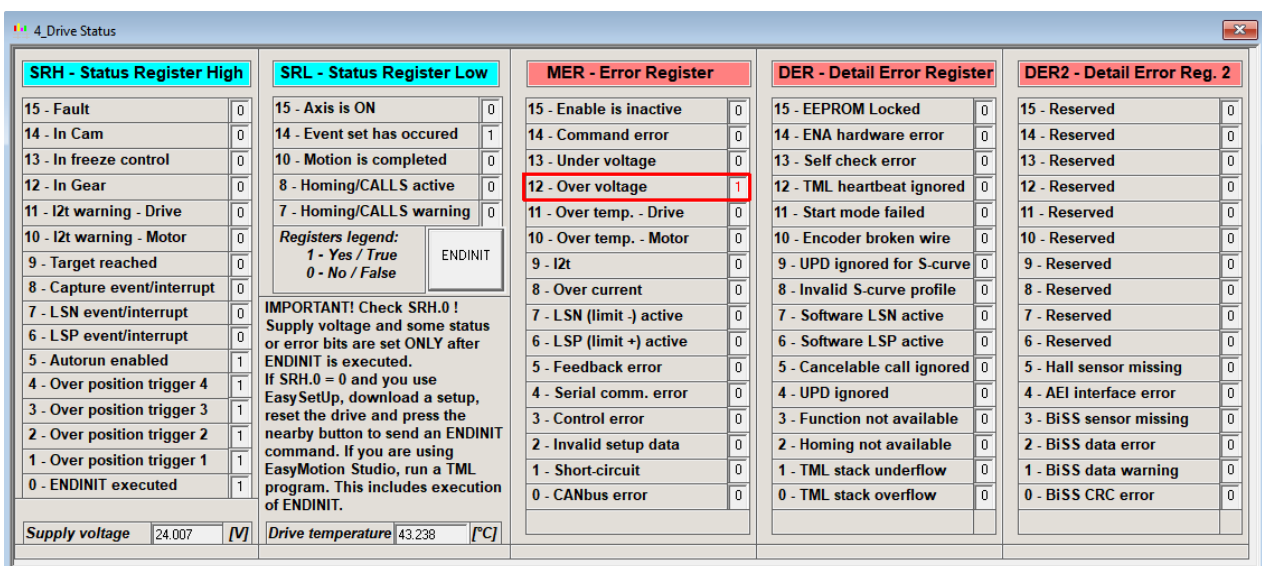 4_Drive Status
SRH - Status Register High
15 - Fault 0
14 - In Cam 0
13 - In freeze control 0
12 - In Gear 0
11 - I2t warning - Drive 0
10 - I2t warning - Motor 0
9 - Target reached 0
8 - Capture event/interrupt 0
7 - LSN event/interrupt 0
6 - LSP event/interrupt 0
5 - Autorun enabled 1
4 - Over position trigger 4 1
3 - Over position trigger 3 1
2 - Over position trigger 2 1
1 - Over position trigger 1 1
0 - ENDINIT executed 1
Supply voltage 24.007 [V]
SRL - Status Register Low
15 - Axis is ON 0
14 - Event set has occured 1
10 - Motion is completed 0
8 - Homing/CALLS active 0
7 - Homing/CALLS warning 0
Registers legend:
1 - Yes / True
0 - No / False
ENDINIT
IMPORTANT! Check SRH.0 !
Supply voltage and some status
or error bits are set ONLY after
ENDINIT is executed.
If SRH.0 = 0 and you use
EasySetUp, download a setup,
reset the drive and press the
nearby button to send an ENDINIT
command. If you are using
EasyMotion Studio, run a TML
program. This includes execution
of ENDINIT.
Drive temperature 43.238 [°C]
MER - Error Register
15 - Enable is inactive 0
14 - Command error 0
13 - Under voltage 0
12 - Over voltage 1
11 - Over temp. - Drive 0
10 - Over temp. - Motor 0
9 - I2t 0
8 - Over current 0
7 - LSN (limit -) active 0
6 - LSP (limit +) active 0
5 - Feedback error 0
4 - Serial comm. error 0
3 - Control error 0
2 - Invalid setup data 0
1 - Short-circuit 0
0 - CANbus error 0
DER - Detail Error Register
15 - EEPROM Locked 0
14 - ENA hardware error 0
13 - Self check error 0
12 - TML heartbeat ignored 0
11 - Start mode failed 0
10 - Encoder broken wire 0
9 - UPD ignored for S-curve 0
8 - Invalid S-curve profile 0
7 - Software LSN active 0
6 - Software LSP active 0
5 - Cancelable call ignored 0
4 - UPD ignored 0
3 - Function not available 0
2 - Homing not available 0
1 - TML stack underflow 0
0 - TML stack overflow 0
DER2 - Detail Error Reg. 2
15 - Reserved 0
14 - Reserved 0
13 - Reserved 0
12 - Reserved 0
11 - Reserved 0
10 - Reserved 0
9 - Reserved 0
8 - Reserved 0
7 - Reserved 0
6 - Reserved 0
5 - Hall sensor missing 0
4 - AEI interface error 0
3 - BiSS sensor missing 0
2 - BiSS data error 0
1 - BiSS data warning 0
0 - BiSS CRC error 0